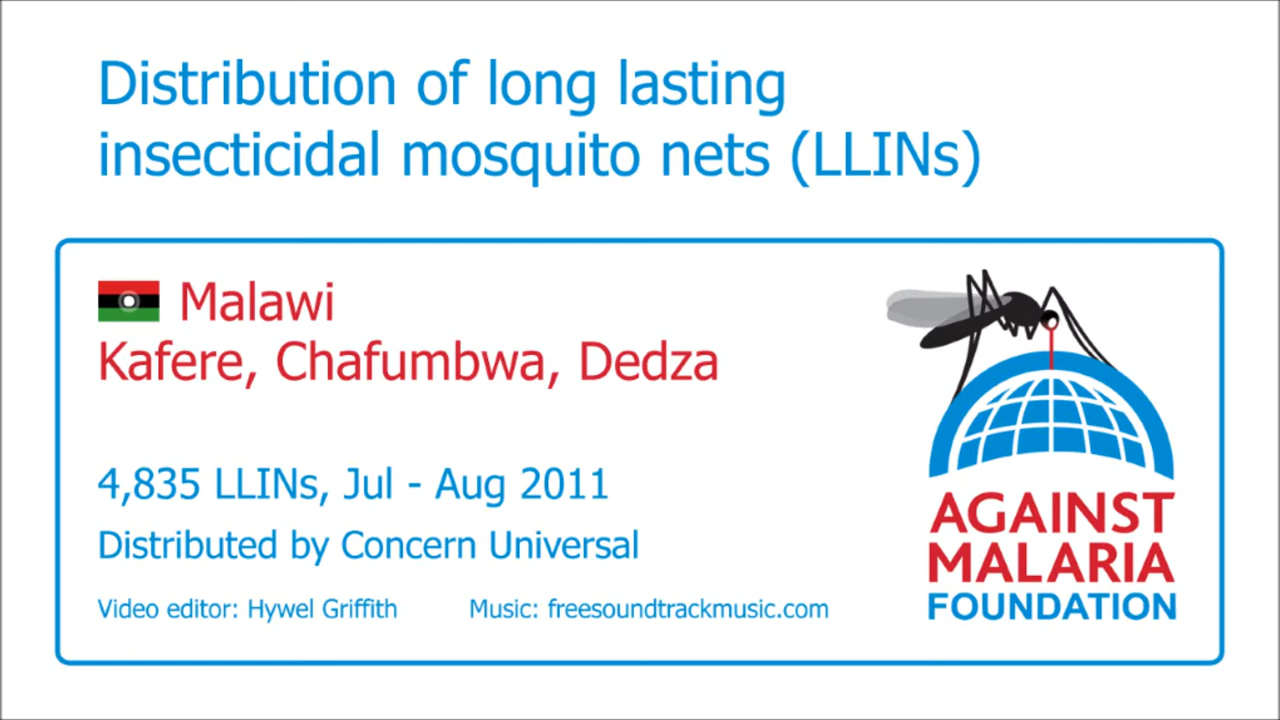 Distribution of long lasting
insecticidal mosquito nets (LLINs)
Malawi
Kafere, Chafumbwa, Dedza
4,835 LLINs, Jul - Aug 2011
Distributed by Concern Universal
Video editor: Hywel Griffith
Music: freesoundtrackmusic.com
AGAINST
MALARIA
FOUNDATION